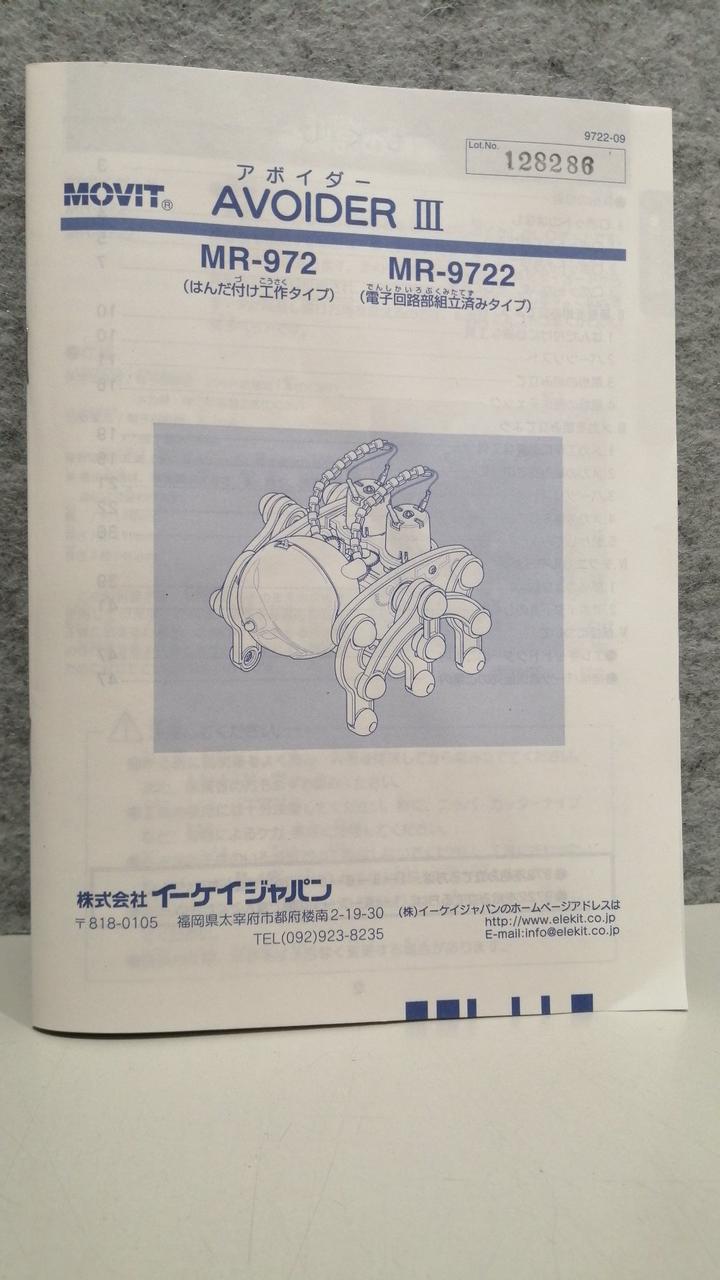 9722-09
Lot.No. 128286
アボイダー
MOVIT® AVOIDER III
MR-972 MR-9722
(はんだ付け工作タイプ) (電子回路部組立済みタイプ)
株式会社イーケイジャパン
〒818-0105 福岡県太宰府市都府楼南2-19-30
TEL(092)923-8235
(株)イーケイジャパンのホームページアドレスは
http://www.elekit.co.jp
E-mail:info@elekit.co.jp